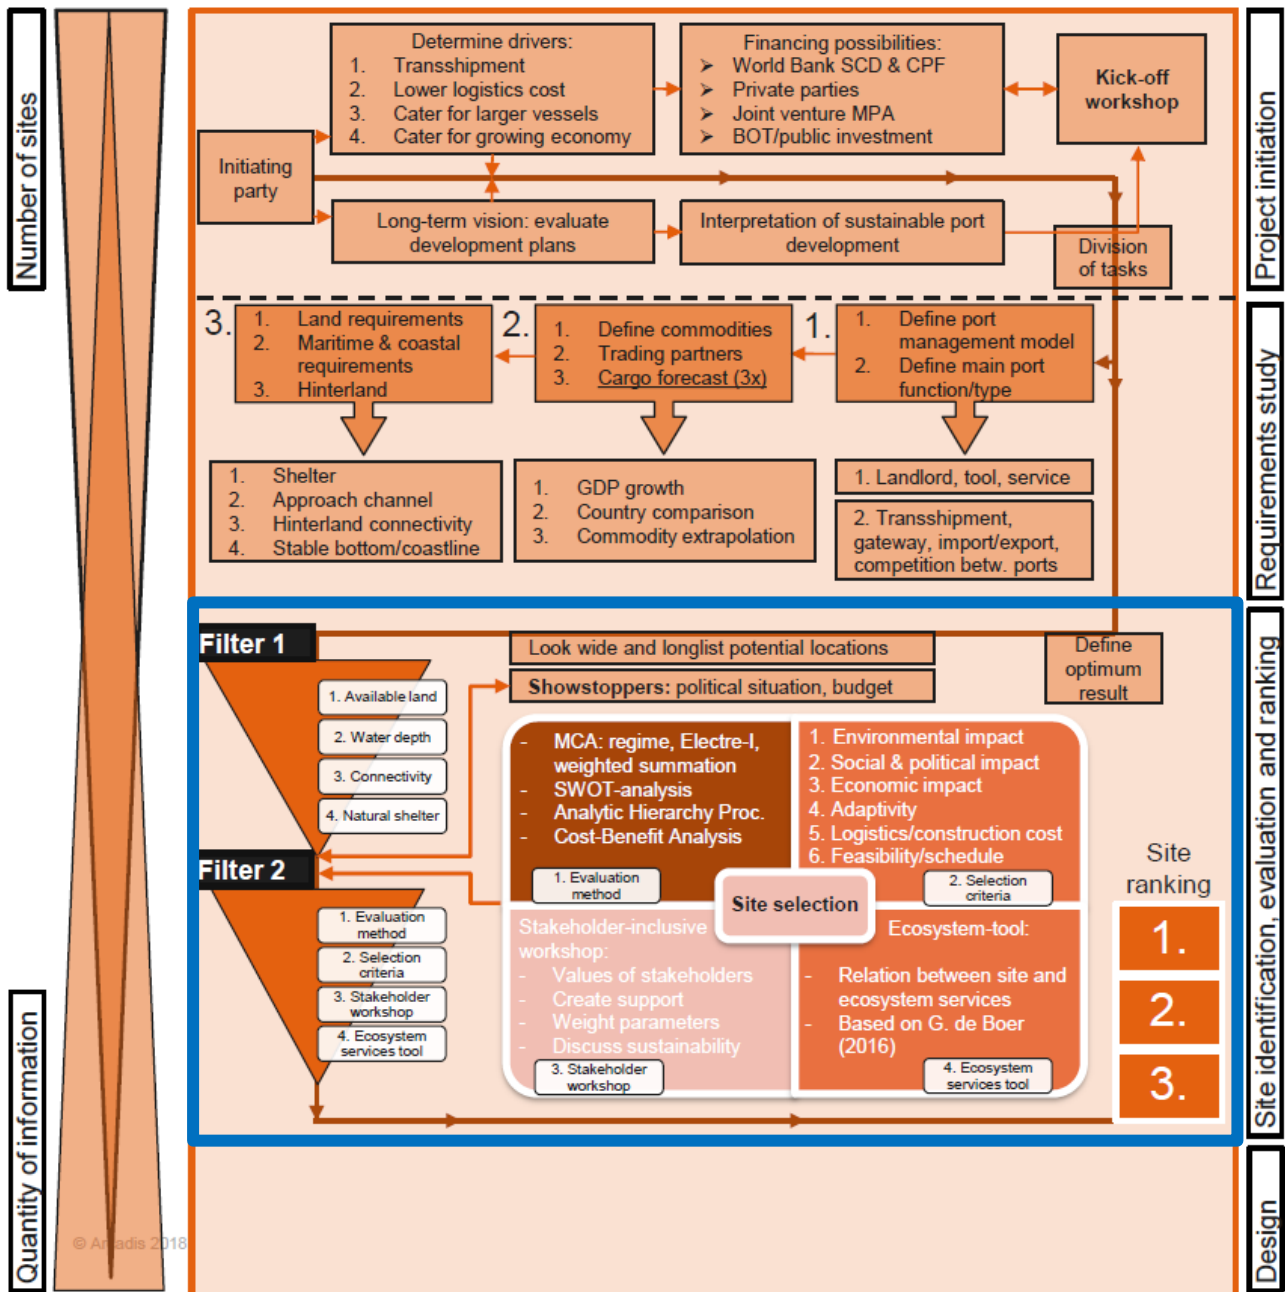 Number of sites
Quantity of information
Project initiation
Requirements study
Site identification, evaluation and ranking
Design
Initiating
party
Determine drivers:
1. Transshipment
2. Lower logistics cost
3. Cater for larger vessels
4. Cater for growing economy
Financing possibilities:
➤ World Bank SCD & CPF
➤ Private parties
➤ Joint venture MPA
➤ BOT/public investment
Kick-off
workshop
Long-term vision: evaluate
development plans
Interpretation of sustainable port
development
Division
of tasks
3.
1. Land requirements
2. Maritime & coastal
requirements
3. Hinterland
2.
1. Define commodities
2. Trading partners
3. Cargo forecast (3x)
1.
1. Define port
management model
2. Define main port
function/type
1. Shelter
2. Approach channel
3. Hinterland connectivity
4. Stable bottom/coastline
1. GDP growth
2. Country comparison
3. Commodity extrapolation
1. Landlord, tool, service
2. Transshipment,
gateway, import/export,
competition betw. ports
Filter 1
1. Available land
2. Water depth
3. Connectivity
4. Natural shelter
Look wide and longlist potential locations
Showstoppers: political situation, budget
Define
optimum
result
Filter 2
1. Evaluation
method
2. Selection
criteria
3. Stakeholder
workshop
4. Ecosystem
services tool
- MCA: regime, Electre-I,
weighted summation
- SWOT-analysis
- Analytic Hierarchy Proc.
- Cost-Benefit Analysis
1. Evaluation
method
1. Environmental impact
2. Social & political impact
3. Economic impact
4. Adaptivity
5. Logistics/construction cost
6. Feasibility/schedule
2. Selection
criteria
Site selection
Stakeholder-inclusive
workshop:
- Values of stakeholders
- Create support
- Weight parameters
- Discuss sustainability
3. Stakeholder
workshop
Ecosystem-tool:
- Relation between site and
ecosystem services
- Based on G. de Boer
(2016)
4. Ecosystem
services tool
Site
ranking
1.
2.
3.
© Arcadis 2018